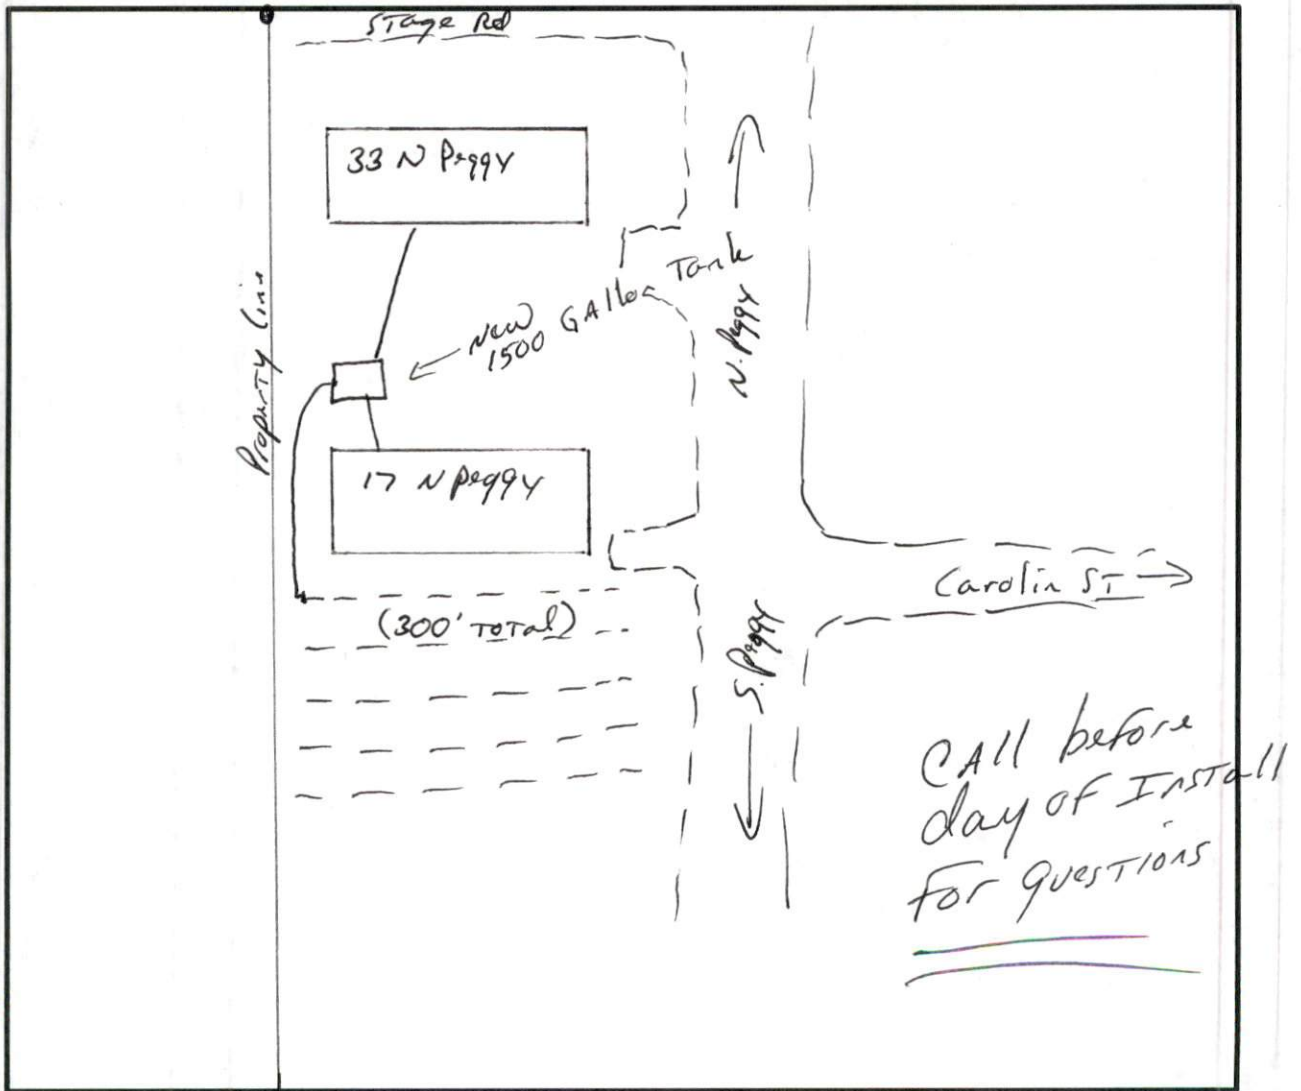 Stage Rd
33 N Peggy
Property Line
New
1500 Gallon Tank
N. Peggy
17 N Peggy
Carolin ST
(300' Total)
S. Peggy
Call before
day of Install
for Questions